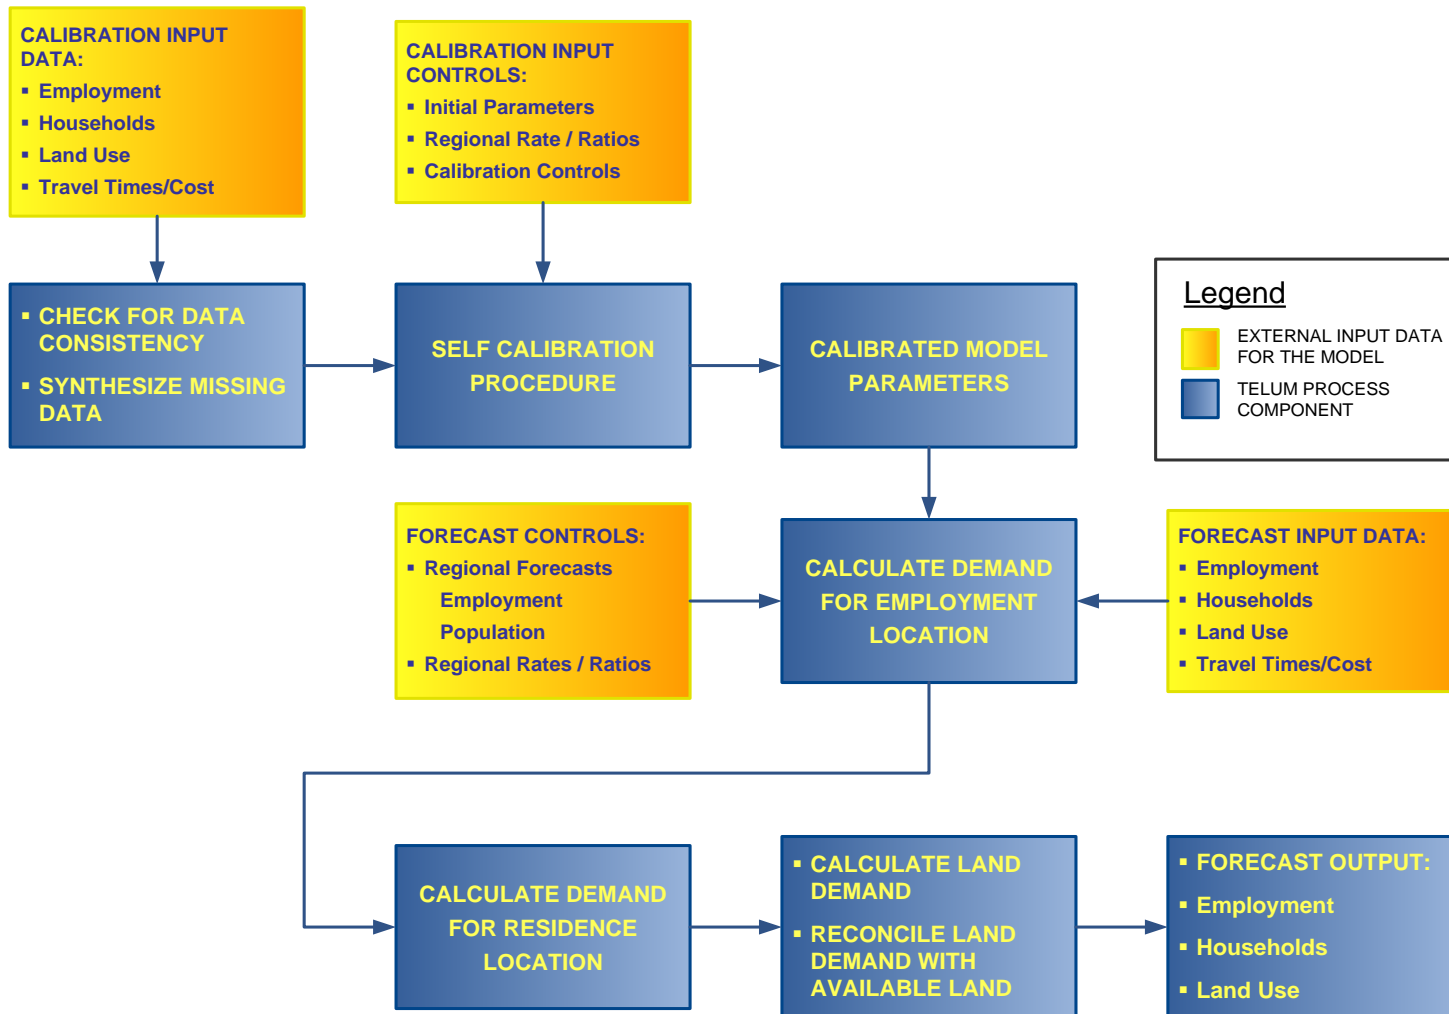 CALIBRATION INPUT
DATA:
▪ Employment
▪ Households
▪ Land Use
▪ Travel Times/Cost
CALIBRATION INPUT
CONTROLS:
▪ Initial Parameters
▪ Regional Rate / Ratios
▪ Calibration Controls
▪ CHECK FOR DATA
CONSISTENCY
▪ SYNTHESIZE MISSING
DATA
SELF CALIBRATION
PROCEDURE
CALIBRATED MODEL
PARAMETERS
Legend
EXTERNAL INPUT DATA
FOR THE MODEL
TELUM PROCESS
COMPONENT
FORECAST CONTROLS:
▪ Regional Forecasts
Employment
Population
▪ Regional Rates / Ratios
CALCULATE DEMAND
FOR EMPLOYMENT
LOCATION
FORECAST INPUT DATA:
▪ Employment
▪ Households
▪ Land Use
▪ Travel Times/Cost
CALCULATE DEMAND
FOR RESIDENCE
LOCATION
▪ CALCULATE LAND
DEMAND
▪ RECONCILE LAND
DEMAND WITH
AVAILABLE LAND
▪ FORECAST OUTPUT:
▪ Employment
▪ Households
▪ Land Use